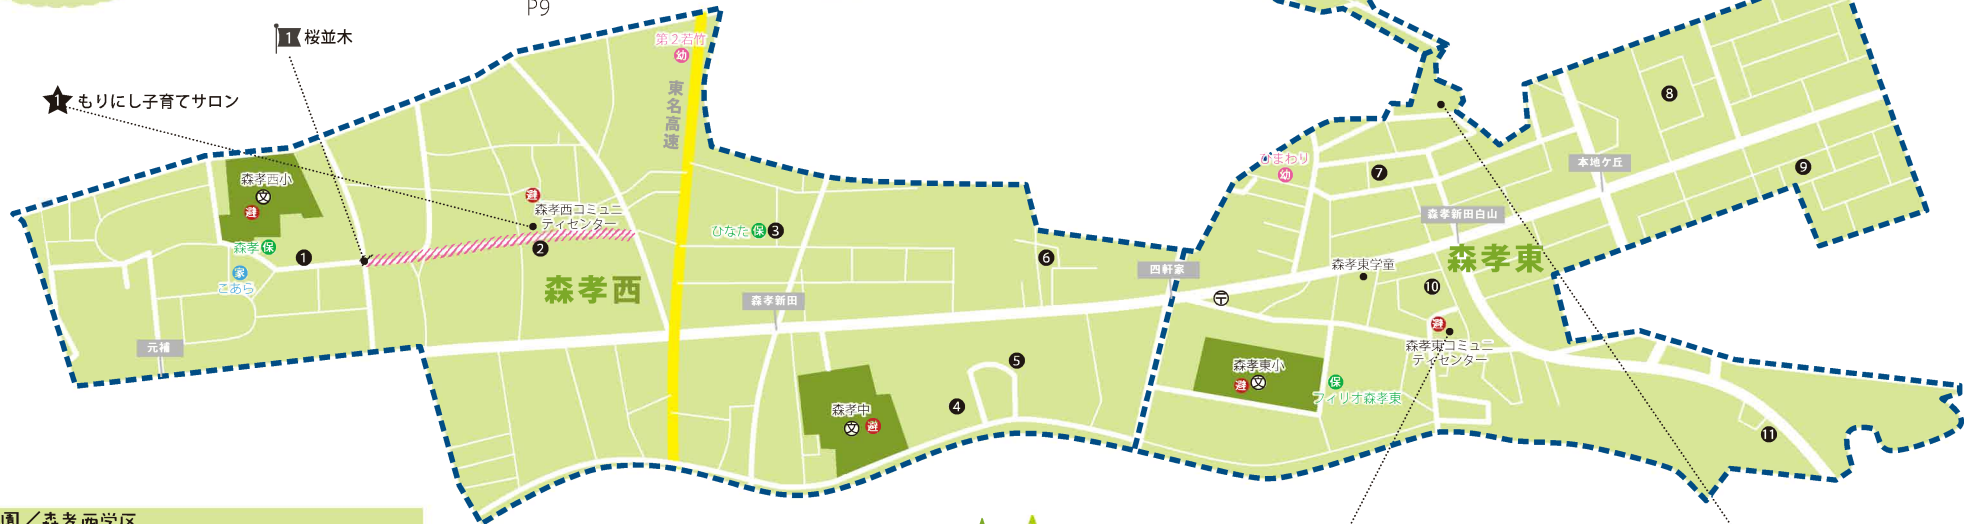 P9
1 桜並木
1 もりにし子育てサロン
第2若竹
幼
東名高速
森孝西小
文
避
森孝 保
1
家
こあら
元補
避
森孝西コミュニ
ティセンター
2
森孝西
ひなた 保 3
森孝新田
森孝中
文 避
4
5
6
四軒家
〒
ひまわり
幼
7
8
9
本地ケ丘
森孝新田白山
森孝東
森孝東学童
10
避
森孝東コミュニ
ティセンター
森孝東小
避 文
保
フィリオ森孝東
11
園／森孝西学区